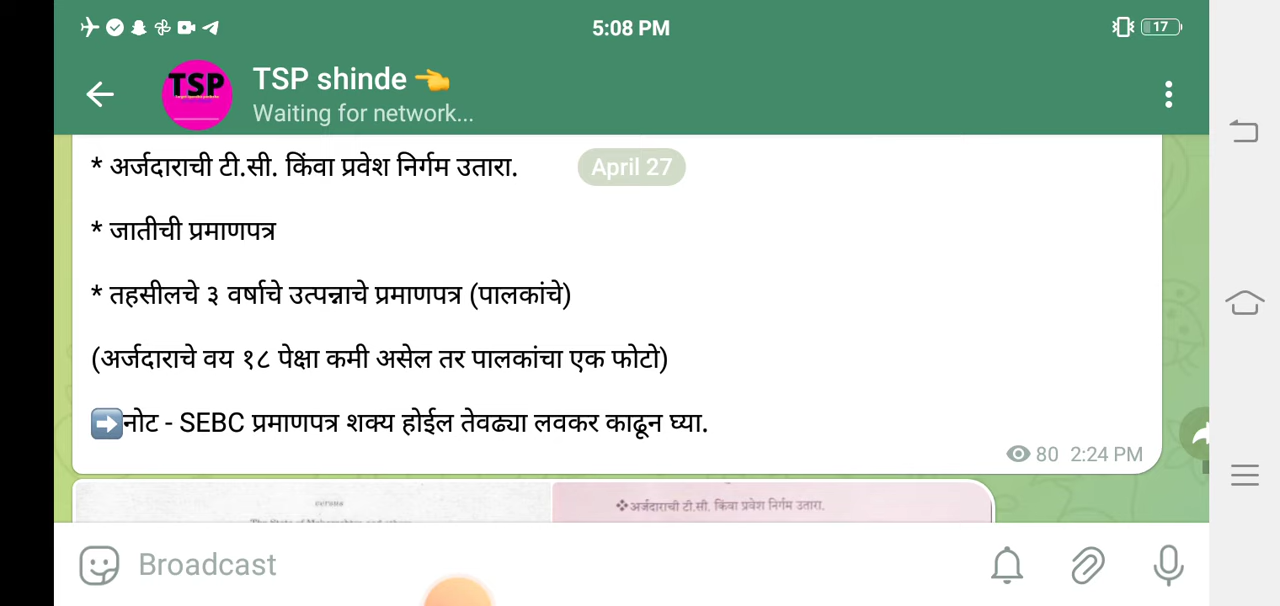 5:08 PM
17
TSP
TSP shinde 👈
Waiting for network...
* अर्जदाराची टी.सी. किंवा प्रवेश निर्गम उतारा.
April 27
* जातीची प्रमाणपत्र
* तहसीलचे ३ वर्षाचे उत्पन्नाचे प्रमाणपत्र (पालकांचे)
(अर्जदाराचे वय १८ पेक्षा कमी असेल तर पालकांचा एक फोटो)
➡️नोट - SEBC प्रमाणपत्र शक्य होईल तेवढ्या लवकर काढून घ्या.
80 2:24 PM
❖अर्जदाराची टी.सी. किंवा प्रवेश निर्गम उतारा.
Broadcast